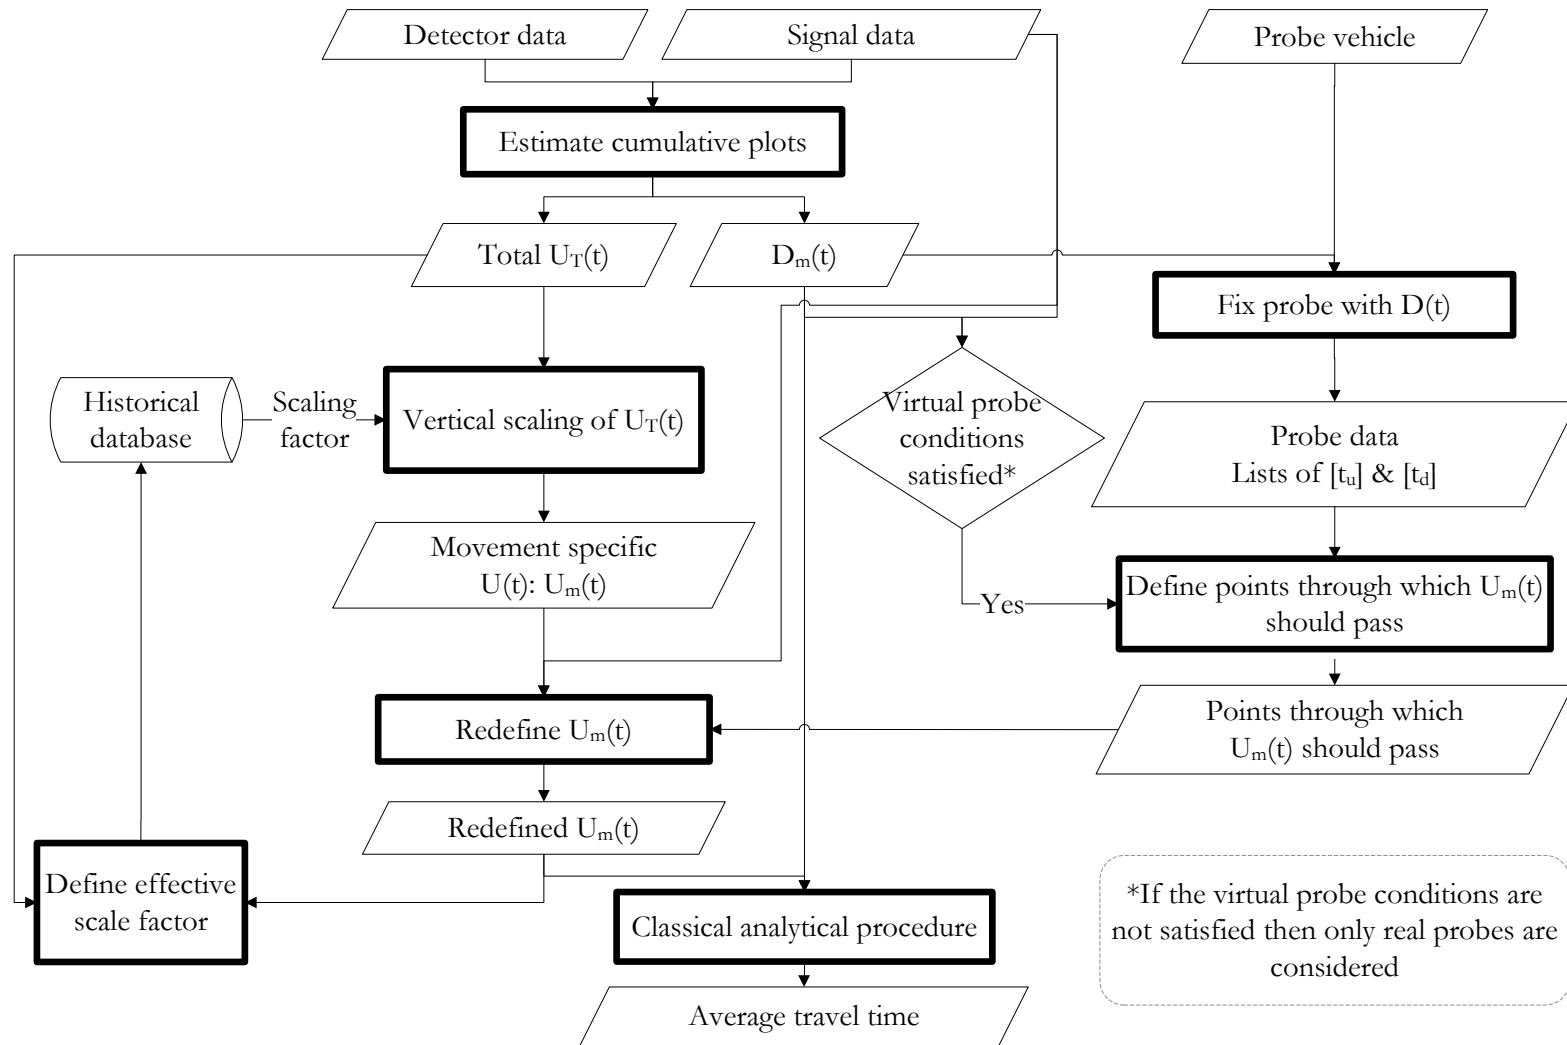 Detector data
Signal data
Probe vehicle
Estimate cumulative plots
Total U_T(t)
D_m(t)
Fix probe with D(t)
Historical
database
Scaling
factor
Vertical scaling of U_T(t)
Virtual probe
conditions
satisfied*
Probe data
Lists of [t_u] & [t_d]
Movement specific
U(t): U_m(t)
Yes
Define points through which U_m(t)
should pass
Redefine U_m(t)
Points through which
U_m(t) should pass
Redefined U_m(t)
Define effective
scale factor
Classical analytical procedure
*If the virtual probe conditions are
not satisfied then only real probes are
considered
Average travel time